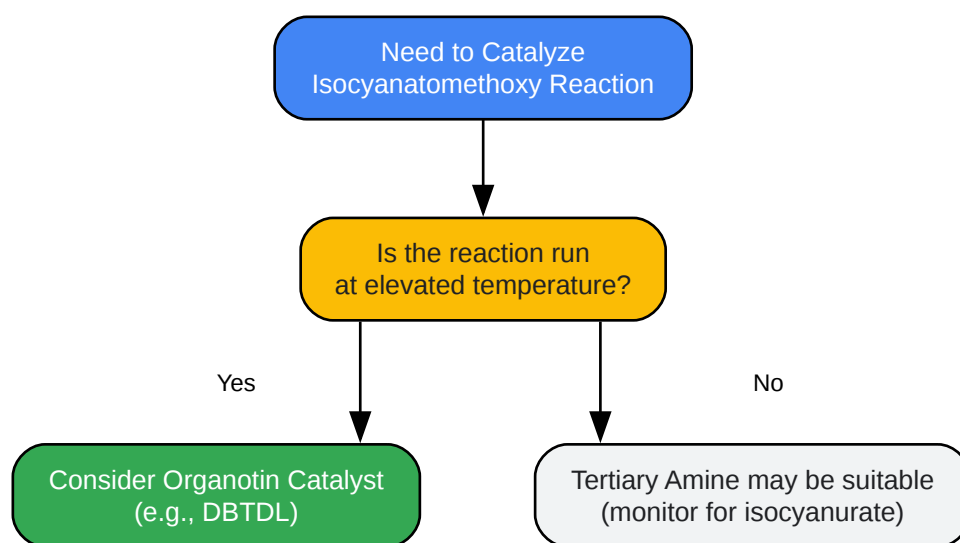 Need to Catalyze
Isocyanatomethoxy Reaction
Is the reaction run
at elevated temperature?
Yes
No
Consider Organotin Catalyst
(e.g., DBTDL)
Tertiary Amine may be suitable
(monitor for isocyanurate)